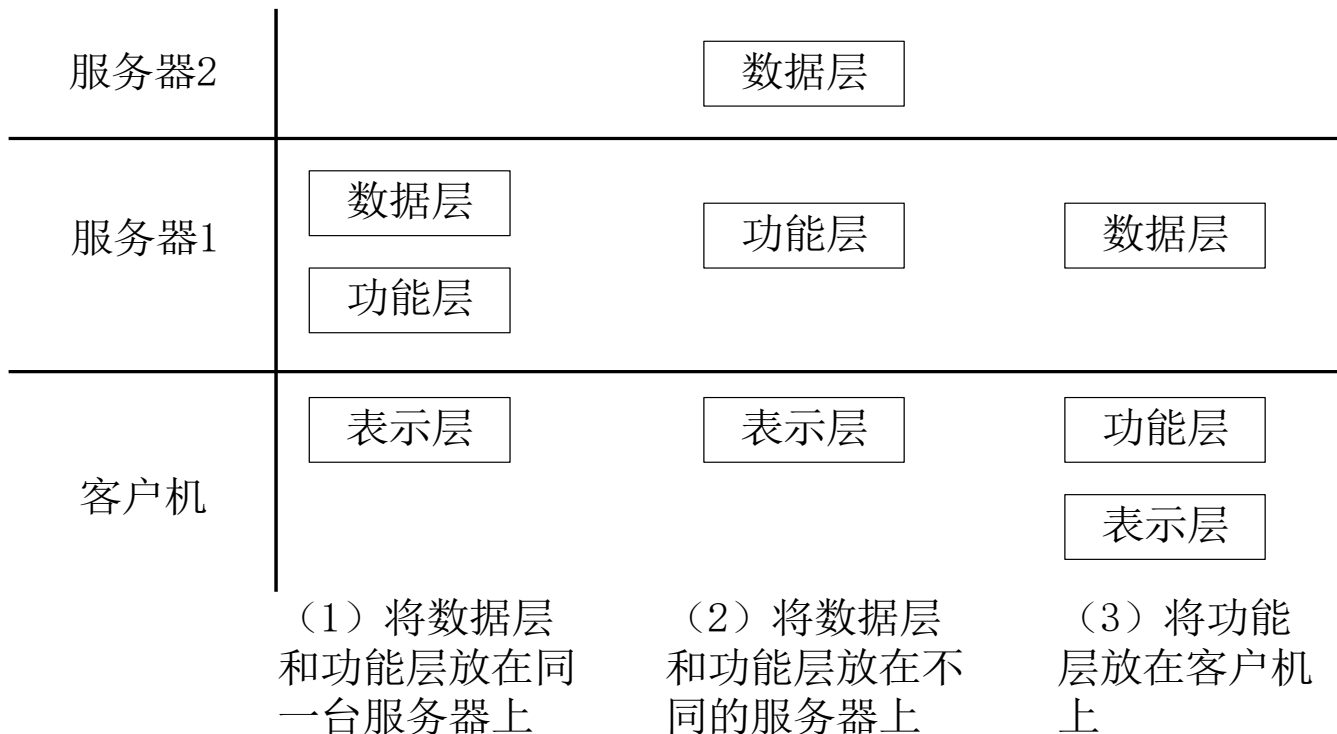 服务器2
数据层
服务器1
数据层
功能层
功能层
数据层
客户机
表示层
表示层
功能层
表示层
（1）将数据层
和功能层放在同
一台服务器上
（2）将数据层
和功能层放在不
同的服务器上
（3）将功能
层放在客户机
上